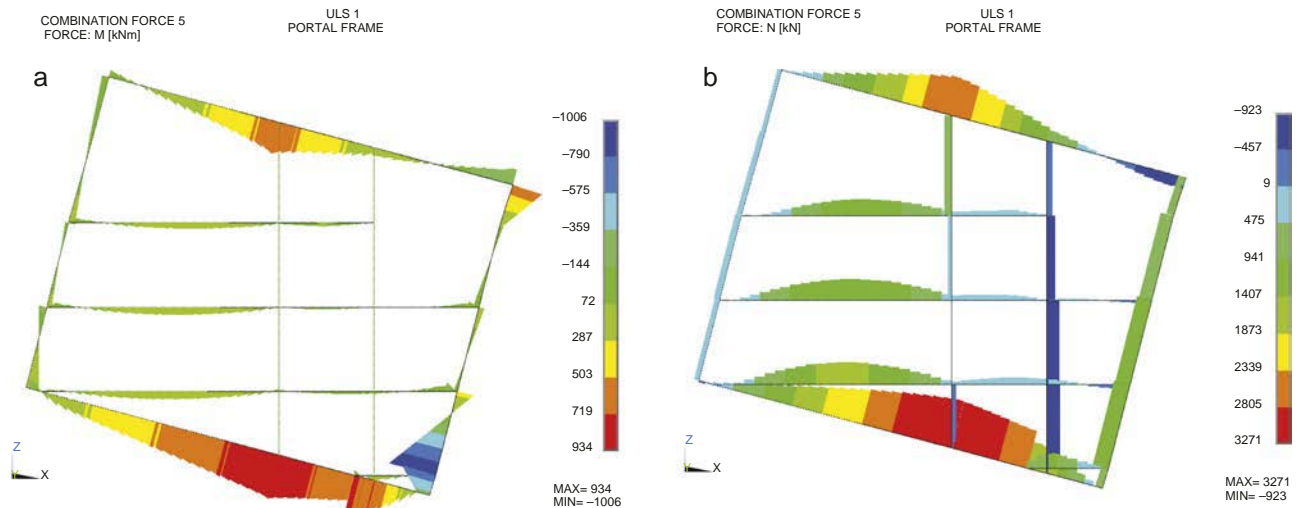 COMBINATION FORCE 5
FORCE: M [kNm]
ULS 1
PORTAL FRAME
a
−1006
−790
−575
−359
−144
72
287
503
719
934
Z
X
MAX= 934
MIN= −1006
COMBINATION FORCE 5
FORCE: N [kN]
ULS 1
PORTAL FRAME
b
−923
−457
9
475
941
1407
1873
2339
2805
3271
Z
X
MAX= 3271
MIN= −923